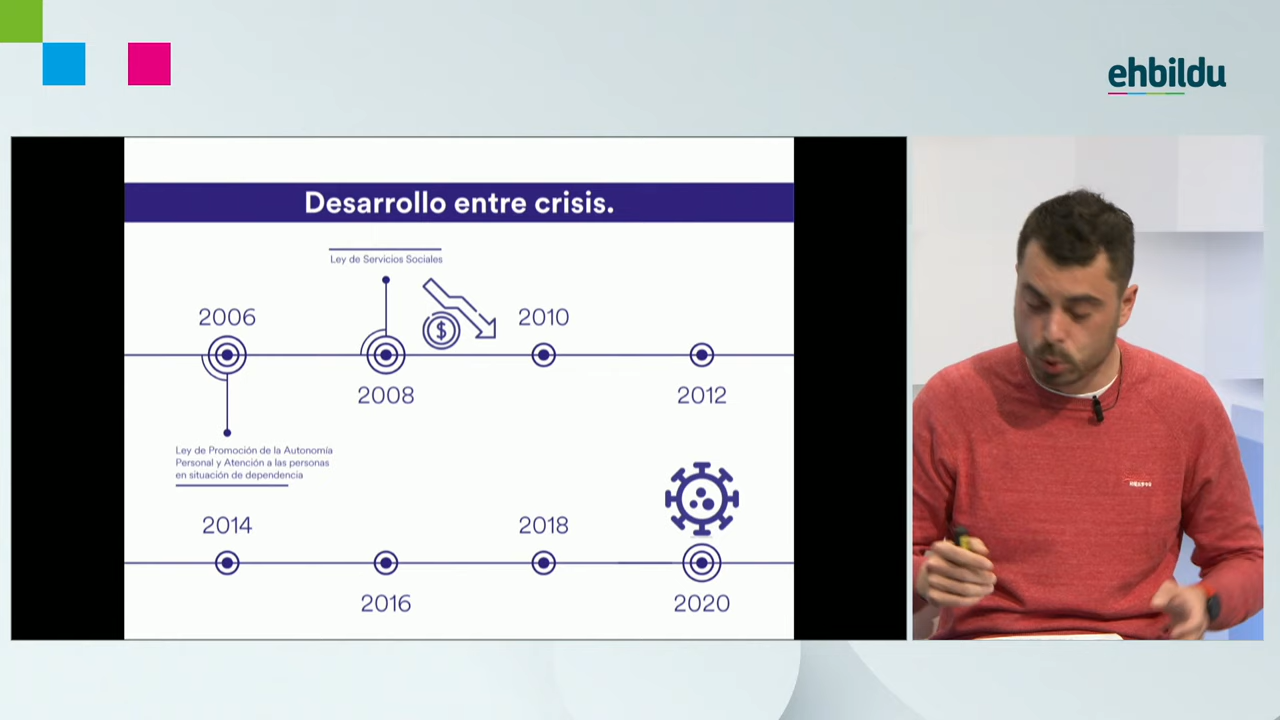 ehbildu
Desarrollo entre crisis.
Ley de Servicios Sociales
2006
2010
$
2008
2012
Ley de Promoción de la Autonomía
Personal y Atención a las personas
en situación de dependencia
2014
2018
2016
2020